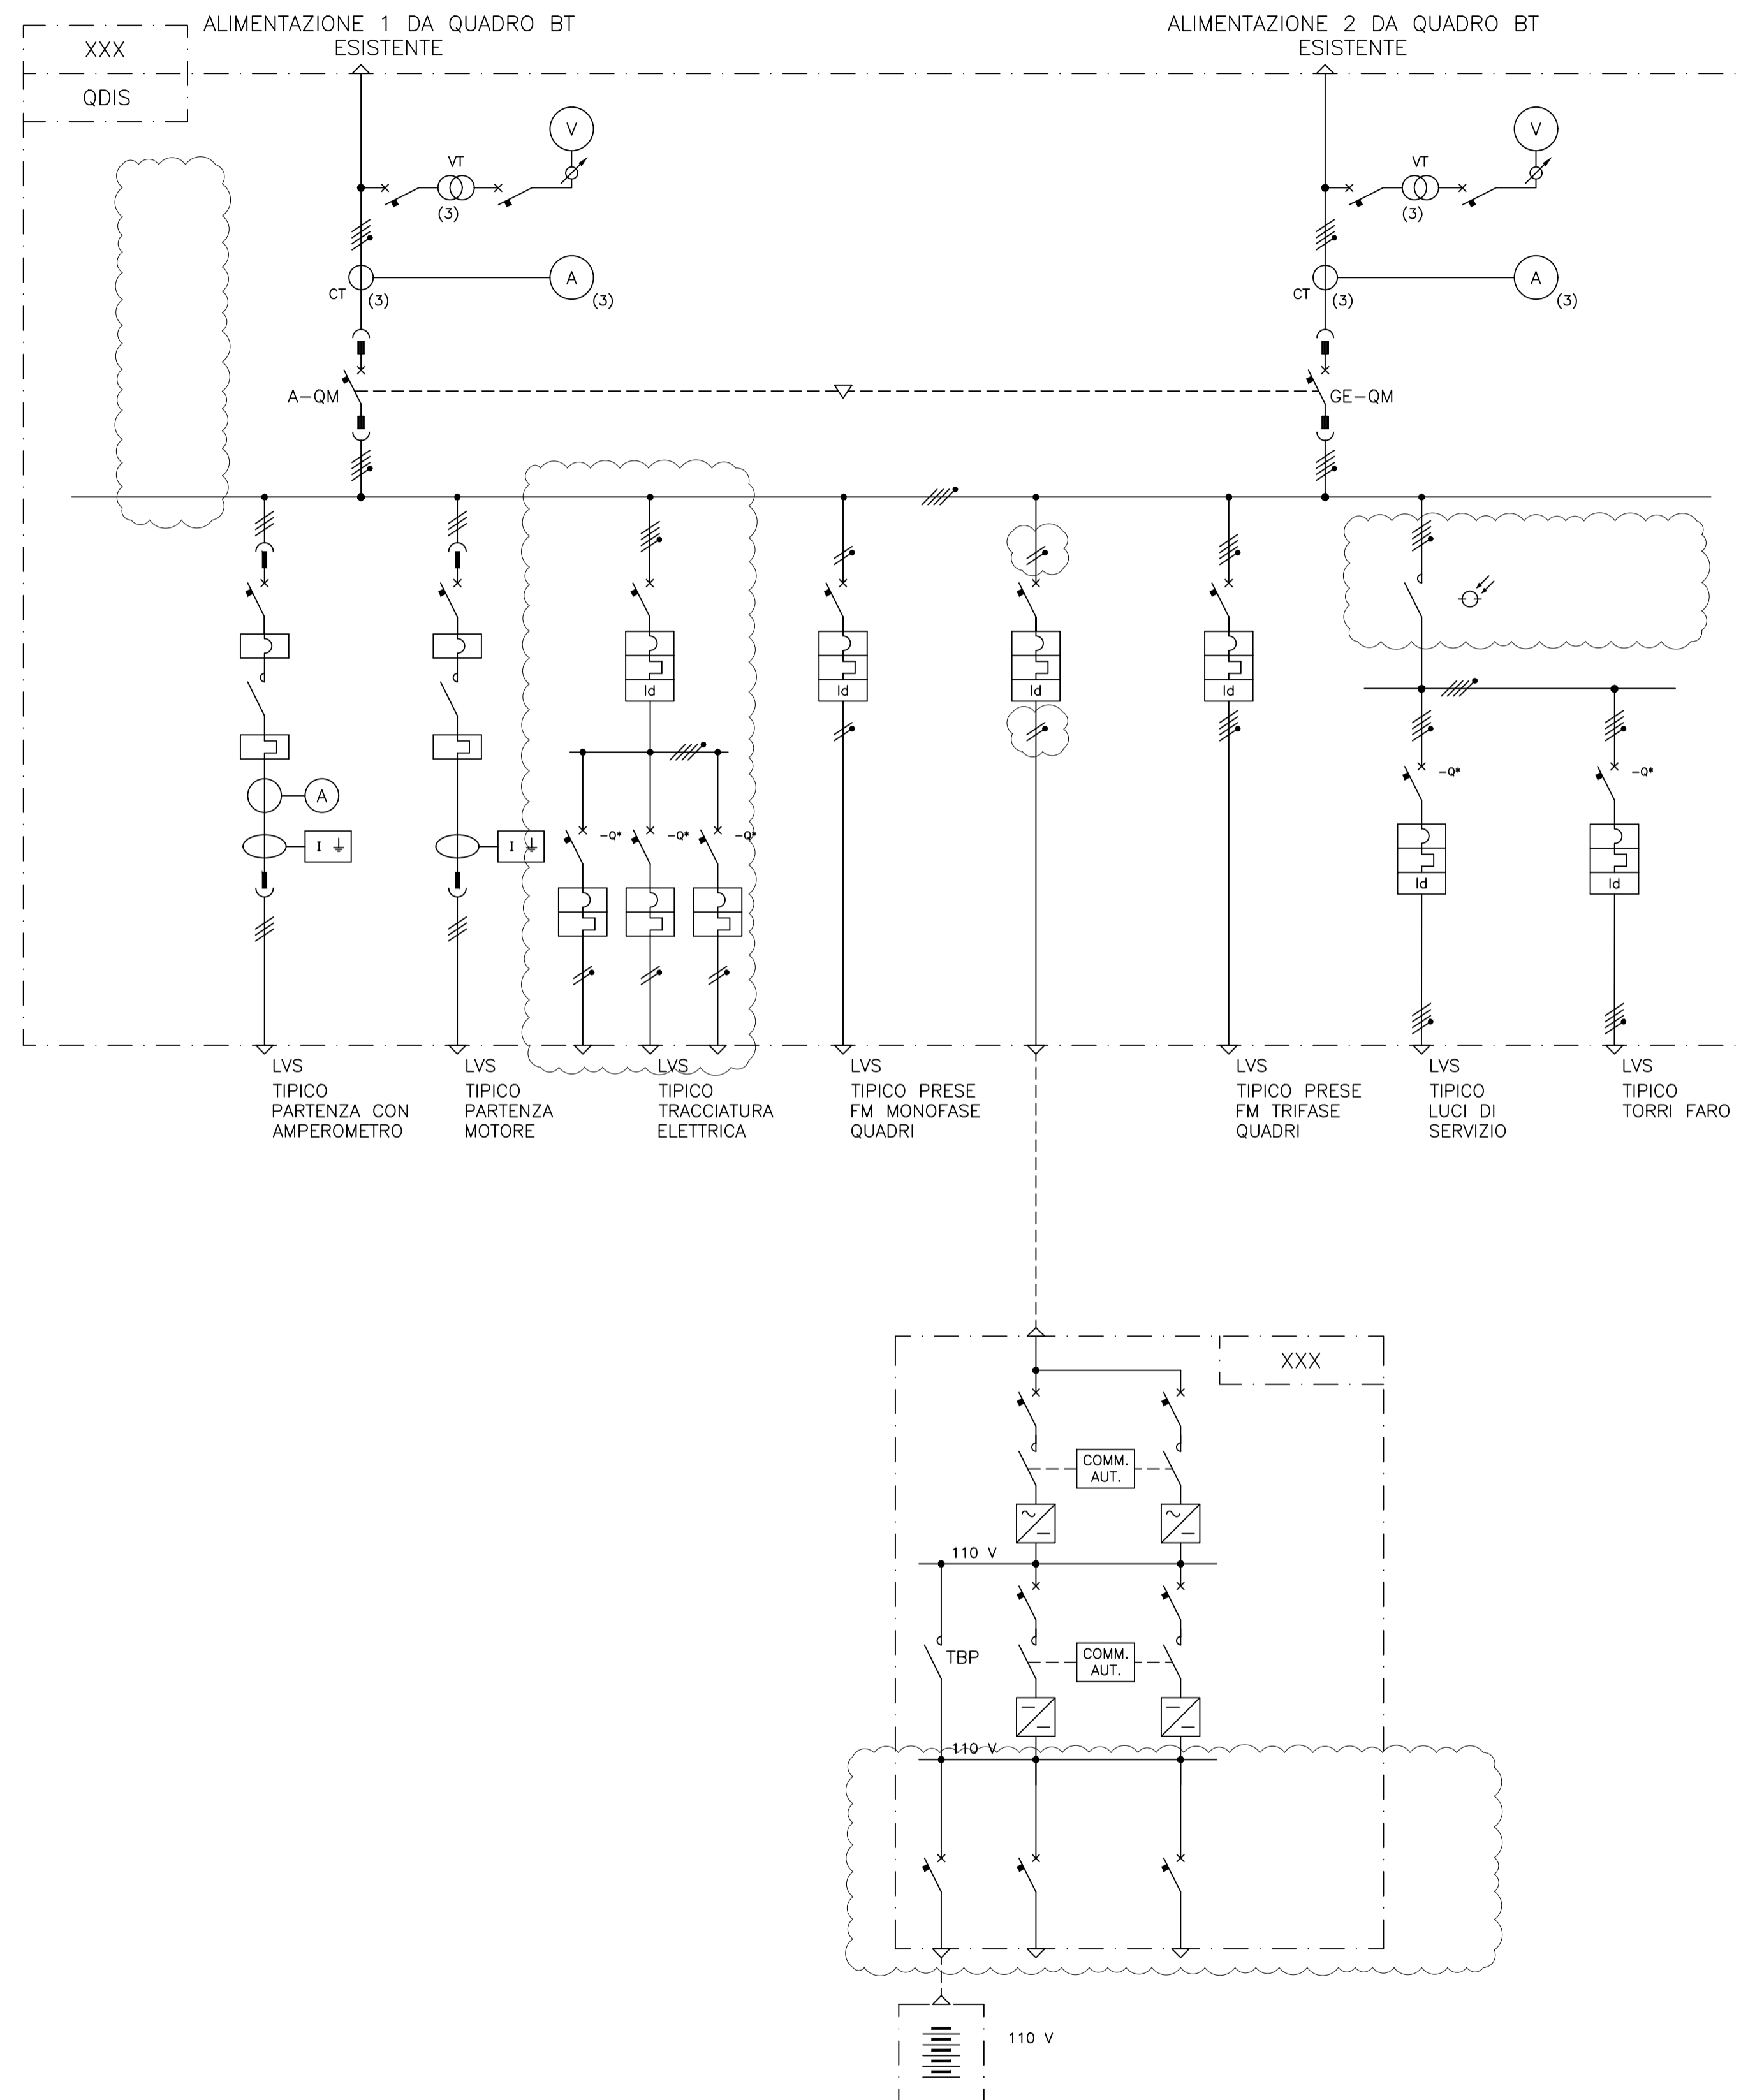 ALIMENTAZIONE 1 DA QUADRO BT
ESISTENTE
ALIMENTAZIONE 2 DA QUADRO BT
ESISTENTE
XXX
QDIS
V
VT
(3)
V
VT
(3)
A
CT
(3)
(3)
A
CT
(3)
(3)
A-QM
GE-QM
Id
Id
Id
Id
-Q*
-Q*
A
-Q*
-Q*
-Q*
I
I
Id
Id
LVS
TIPICO
PARTENZA CON
AMPEROMETRO
LVS
TIPICO
PARTENZA
MOTORE
LVS
TIPICO
TRACCIATURA
ELETTRICA
LVS
TIPICO PRESE
FM MONOFASE
QUADRI
LVS
TIPICO PRESE
FM TRIFASE
QUADRI
LVS
TIPICO
LUCI DI
SERVIZIO
LVS
TIPICO
TORRI FARO
XXX
COMM.
AUT.
110 V
TBP
COMM.
AUT.
110 V
110 V